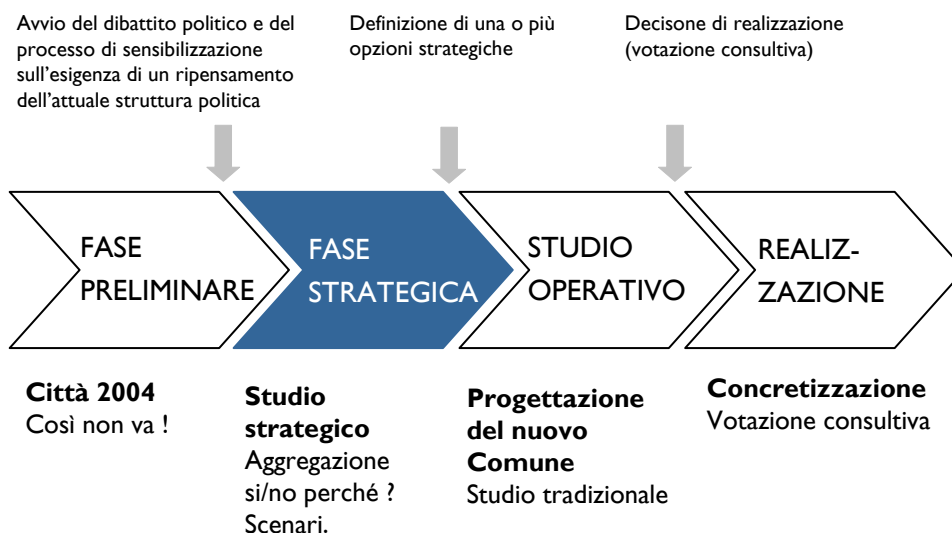 Avvio del dibattito politico e del
processo di sensibilizzazione
sull'esigenza di un ripensamento
dell'attuale struttura politica
Definizione di una o più
opzioni strategiche
Decisone di realizzazione
(votazione consultiva)
FASE
PRELIMINARE
FASE
STRATEGICA
STUDIO
OPERATIVO
REALIZ-
ZAZIONE
Città 2004
Così non va !
Studio
strategico
Aggregazione
si/no perché ?
Scenari.
Progettazione
del nuovo
Comune
Studio tradizionale
Concretizzazione
Votazione consultiva